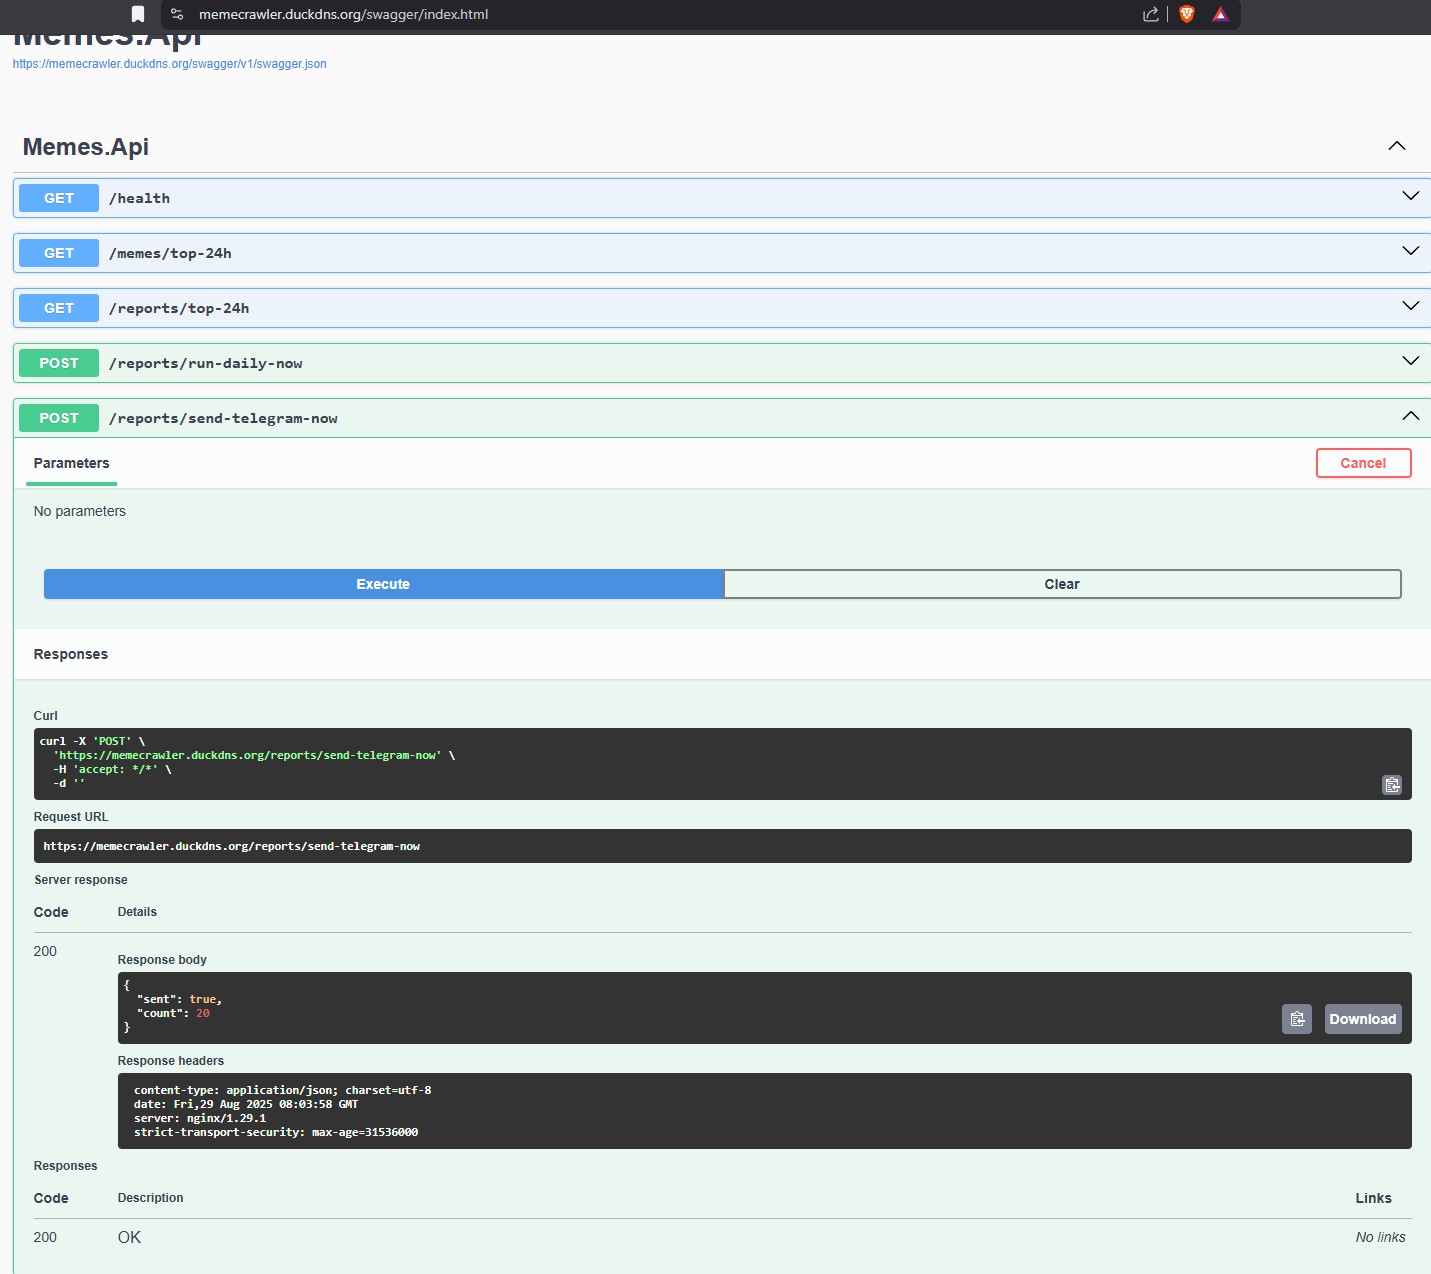 memecrawler.duckdns.org/swagger/index.html
Memes.Api
https://memecrawler.duckdns.org/swagger/v1/swagger.json
Memes.Api
GET /health
GET /memes/top-24h
GET /reports/top-24h
POST /reports/run-daily-now
POST /reports/send-telegram-now
Parameters Cancel
No parameters
Execute Clear
Responses
Curl
curl -X 'POST' \
  'https://memecrawler.duckdns.org/reports/send-telegram-now' \
  -H 'accept: */*' \
  -d ''
Request URL
https://memecrawler.duckdns.org/reports/send-telegram-now
Server response
Code Details
200
Response body
{
  "sent": true,
  "count": 20
}
Download
Response headers
content-type: application/json; charset=utf-8
date: Fri,29 Aug 2025 08:03:58 GMT
server: nginx/1.29.1
strict-transport-security: max-age=31536000
Responses
Code Description Links
200 OK No links